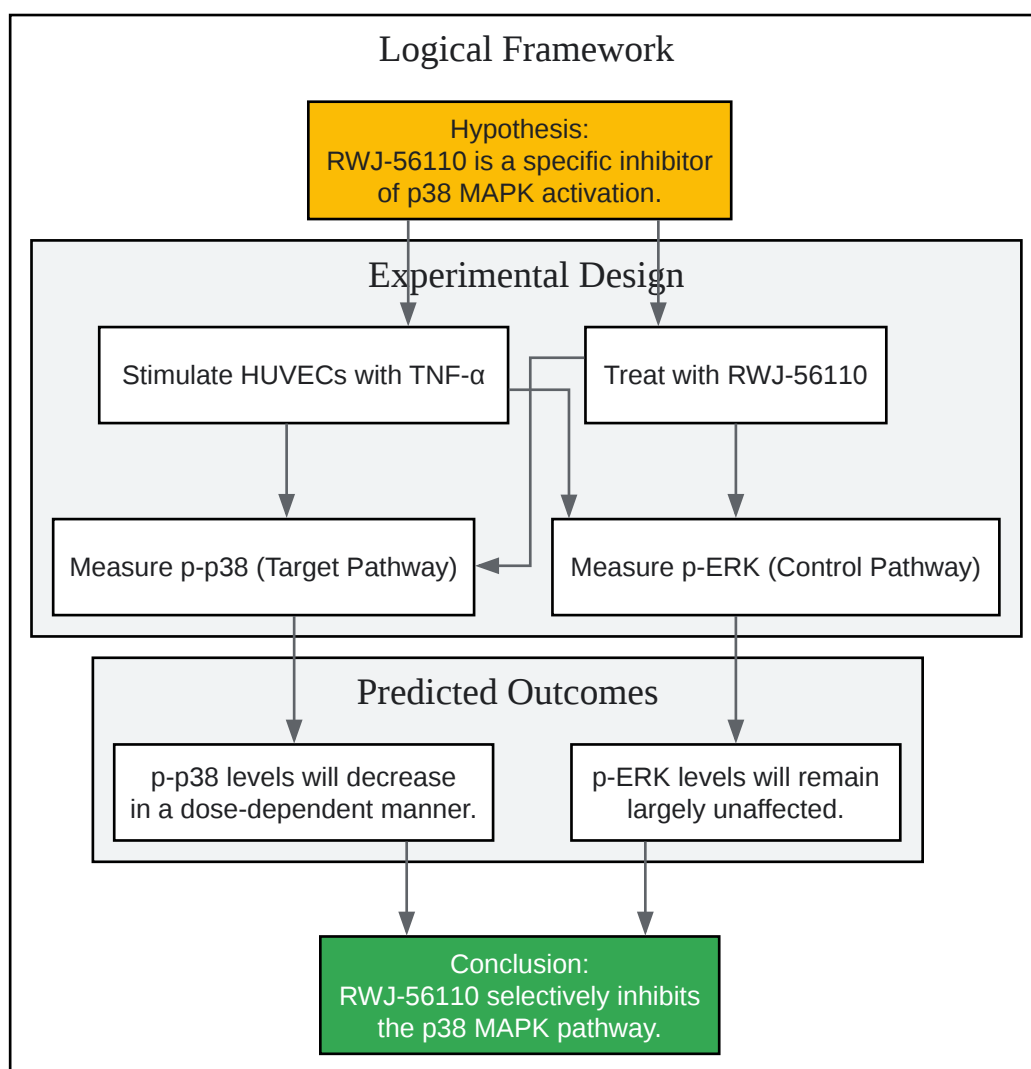 Logical Framework
Hypothesis:
RWJ-56110 is a specific inhibitor
of p38 MAPK activation.
Experimental Design
Stimulate HUVECs with TNF-α
Treat with RWJ-56110
Measure p-p38 (Target Pathway)
Measure p-ERK (Control Pathway)
Predicted Outcomes
p-p38 levels will decrease
in a dose-dependent manner.
p-ERK levels will remain
largely unaffected.
Conclusion:
RWJ-56110 selectively inhibits
the p38 MAPK pathway.